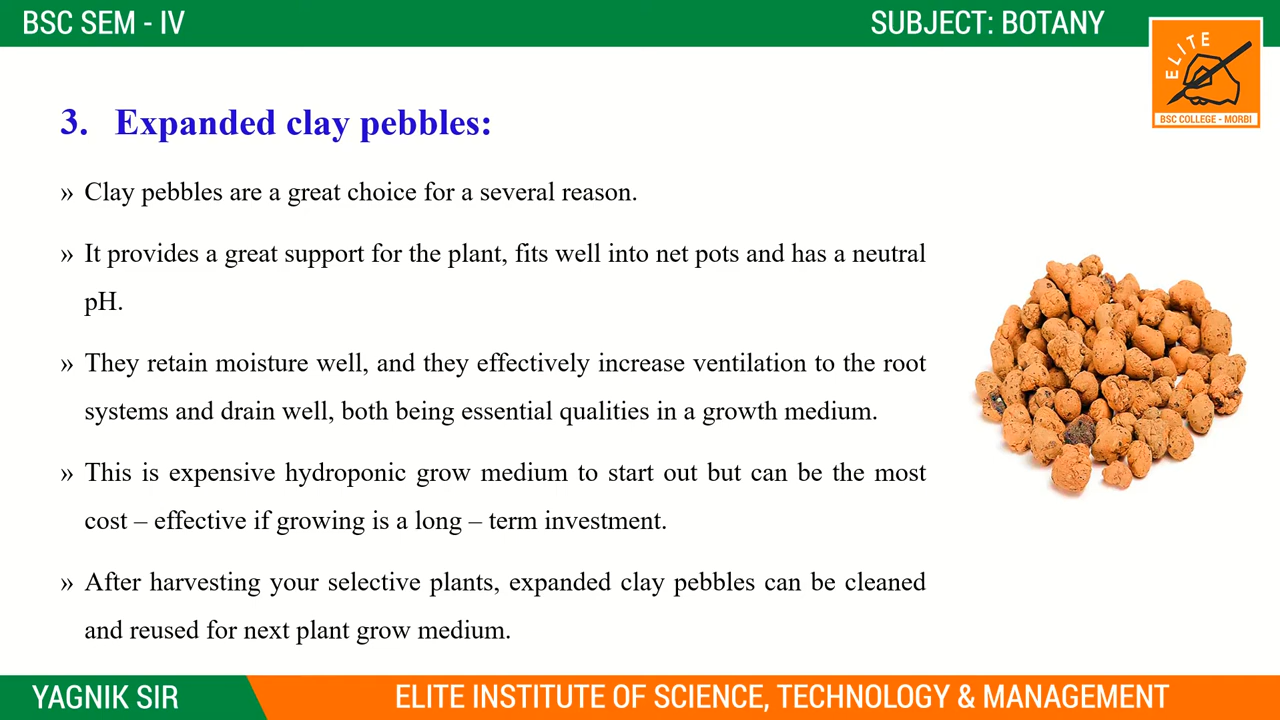 BSC SEM - IV
SUBJECT: BOTANY
ELITE
BSC COLLEGE - MORBI
3. Expanded clay pebbles:
» Clay pebbles are a great choice for a several reason.
» It provides a great support for the plant, fits well into net pots and has a neutral
pH.
» They retain moisture well, and they effectively increase ventilation to the root
systems and drain well, both being essential qualities in a growth medium.
» This is expensive hydroponic grow medium to start out but can be the most
cost – effective if growing is a long – term investment.
» After harvesting your selective plants, expanded clay pebbles can be cleaned
and reused for next plant grow medium.
YAGNIK SIR
ELITE INSTITUTE OF SCIENCE, TECHNOLOGY & MANAGEMENT